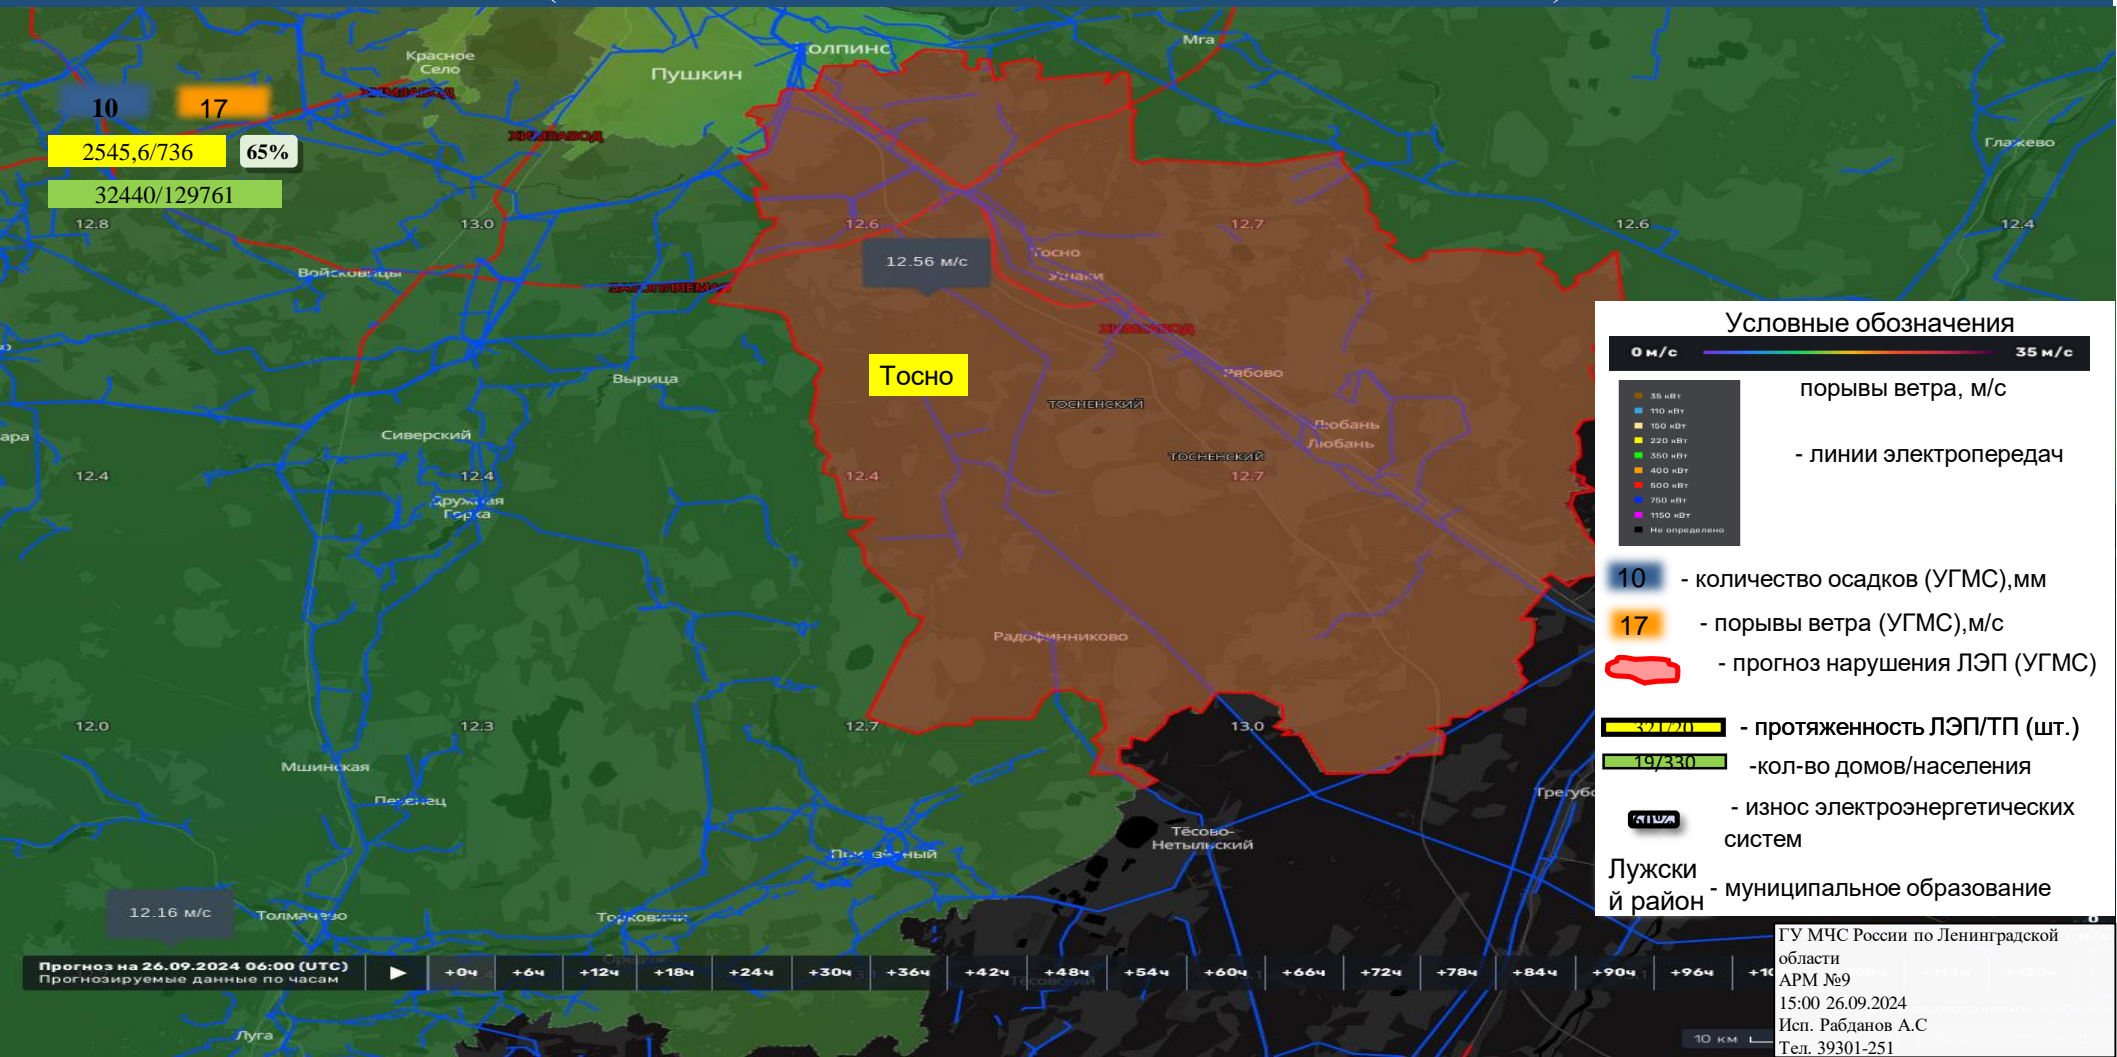 Красное
Село
Пушкин
Мга
Глажево
10
17
ХИМЗАВОД
2545,6/736
65%
32440/129761
12.8
13.0
12.6
12.7
12.6
12.4
Войсковицы
12.56 м/с
Тосно
Ушаки
ХИМЗАВОД
Тосно
Вырица
Рябово
ТОСНЕНСКИЙ
Любань
Любань
ТОСНЕНСКИЙ
Сиверский
12.4
12.4
12.4
12.7
Дружная
Горка
Радофинниково
12.0
12.3
12.7
13.0
Мшинская
Тёсово-
Нетыльский
12.16 м/с
Толмачево
Торковичи
Луга
Условные обозначения
0 м/с
35 м/с
порывы ветра, м/с
35 кВт
110 кВт
150 кВт
220 кВт
350 кВт
400 кВт
500 кВт
750 кВт
1150 кВт
Не определено
- линии электропередач
10 - количество осадков (УГМС),мм
17 - порывы ветра (УГМС),м/с
- прогноз нарушения ЛЭП (УГМС)
321/20 - протяженность ЛЭП/ТП (шт.)
19/330 -кол-во домов/населения
- износ электроэнергетических
систем
Лужски
й район - муниципальное образование
Прогноз на 26.09.2024 06:00 (UTC)
Прогнозируемые данные по часам
+0ч +6ч +12ч +18ч +24ч +30ч +36ч +42ч +48ч +54ч +60ч +66ч +72ч +78ч +84ч +90ч +96ч
10 км
ГУ МЧС России по Ленинградской
области
АРМ №9
15:00 26.09.2024
Исп. Рабданов А.С
Тел. 39301-251